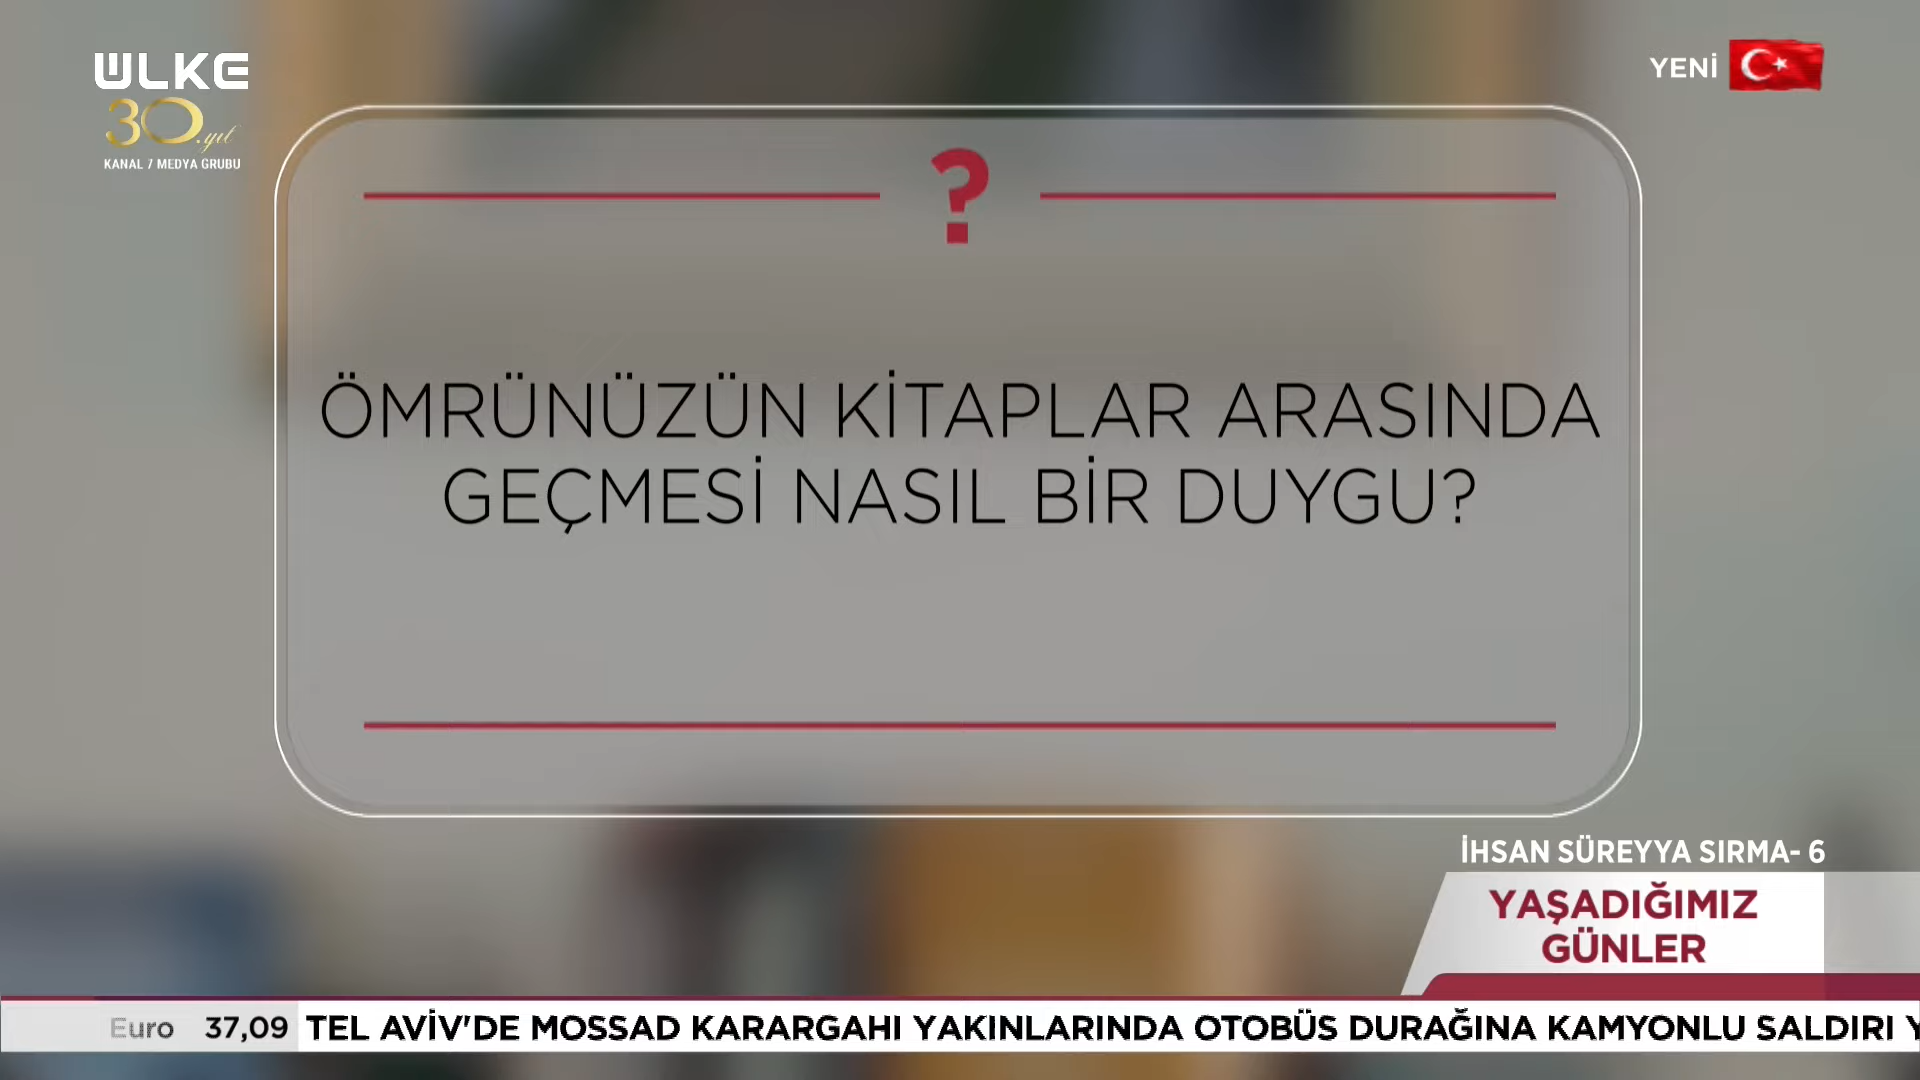 ÜLKE
30.yıl
KANAL 7 MEDYA GRUBU
YENİ
?
ÖMRÜNÜZÜN KİTAPLAR ARASINDA
GEÇMESİ NASIL BİR DUYGU?
İHSAN SÜREYYA SIRMA- 6
YAŞADIĞIMIZ
GÜNLER
Euro 37,09 TEL AVİV'DE MOSSAD KARARGAHI YAKINLARINDA OTOBÜS DURAĞINA KAMYONLU SALDIRI